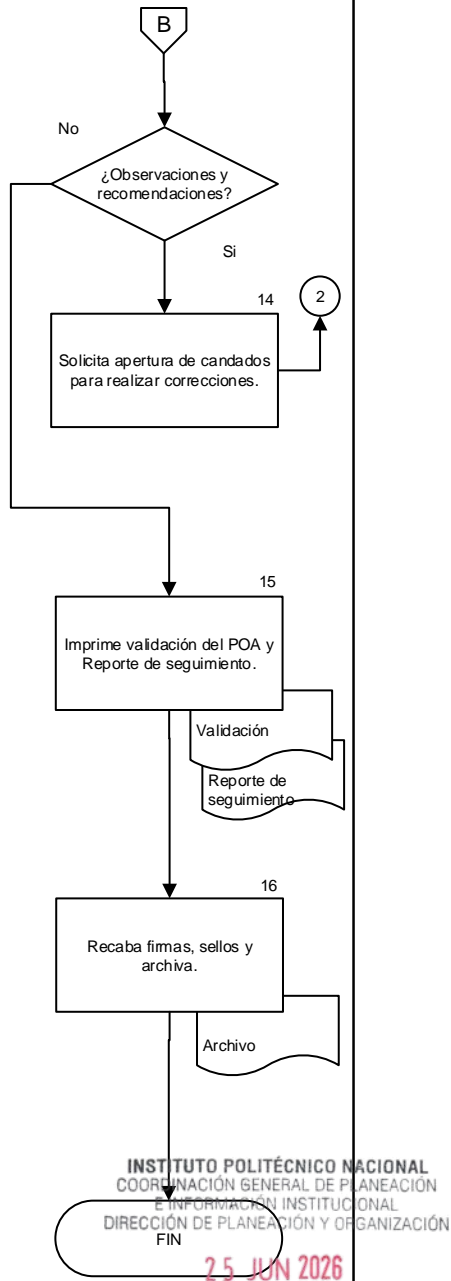 B
No
¿Observaciones y
recomendaciones?
Si
14
2
Solicita apertura de candados
para realizar correcciones.
15
Imprime validación del POA y
Reporte de seguimiento.
Validación
Reporte de
seguimiento
16
Recaba firmas, sellos y
archiva.
Archivo
INSTITUTO POLITÉCNICO NACIONAL
COORDINACIÓN GENERAL DE PLANEACIÓN
E INFORMACIÓN INSTITUCIONAL
DIRECCIÓN DE PLANEACIÓN Y ORGANIZACIÓN
FIN
25 JUN 2026